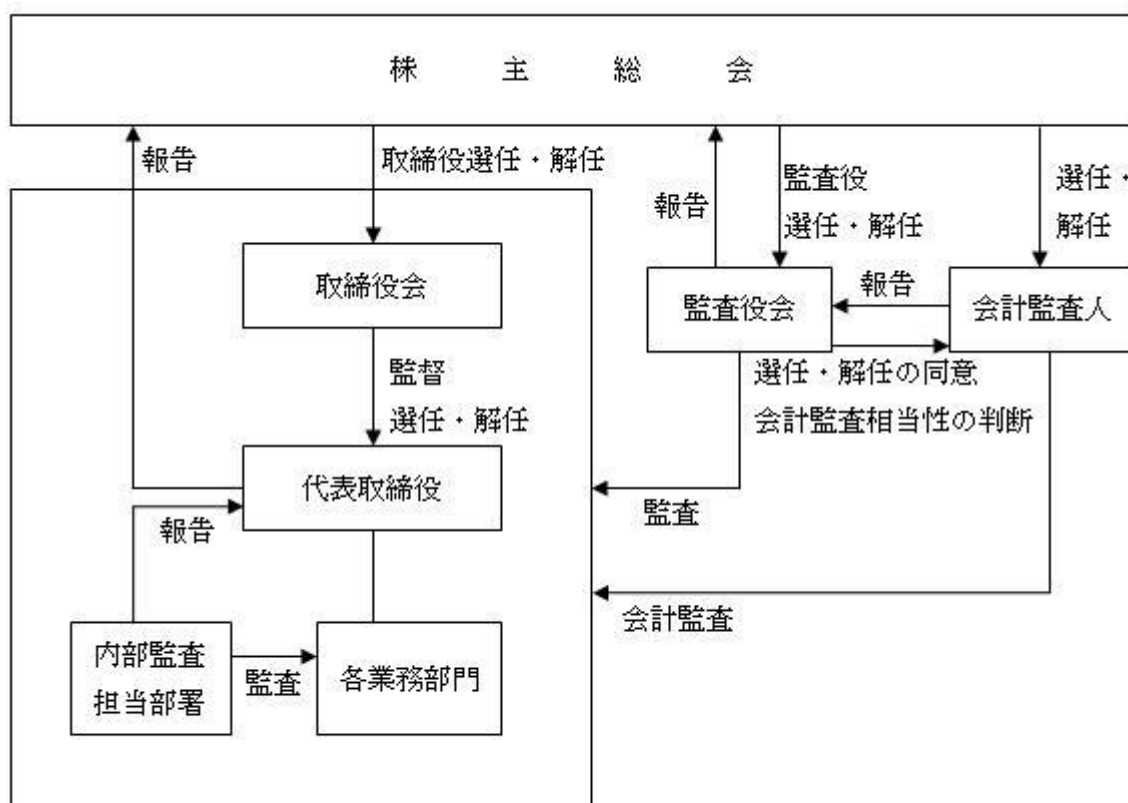 株主総会
報告
取締役選任・解任
報告
監査役
選任・解任
選任・
解任
取締役会
監査役会
報告
会計監査人
監督
選任・解任
選任・解任の同意
会計監査相当性の判断
代表取締役
報告
監査
会計監査
内部監査
担当部署
監査
各業務部門